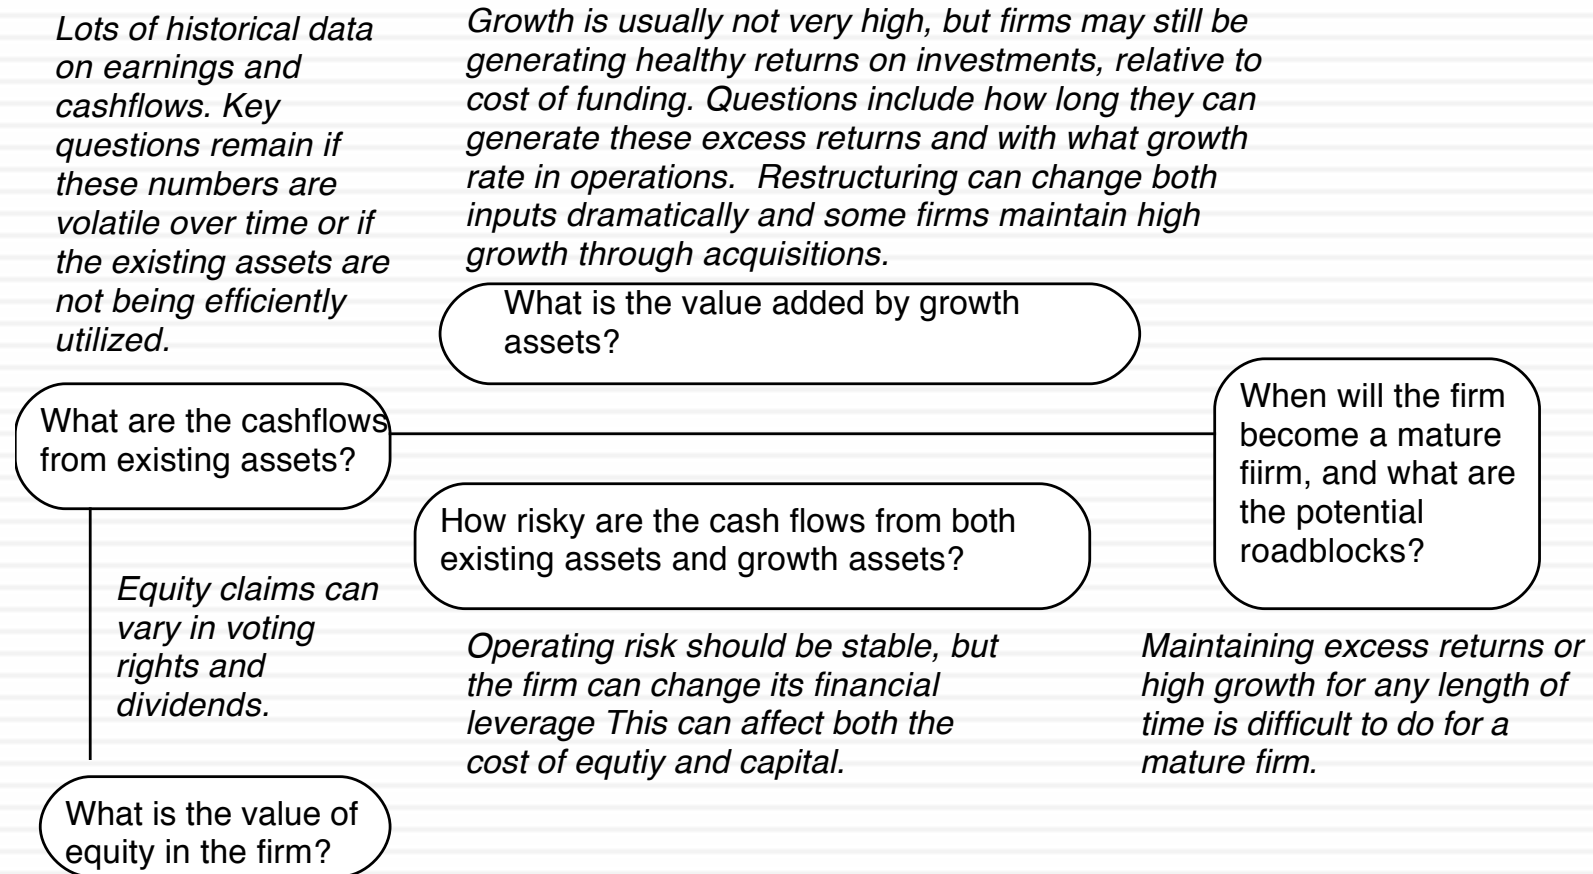 Lots of historical data
on earnings and
cashflows. Key
questions remain if
these numbers are
volatile over time or if
the existing assets are
not being efficiently
utilized.
Growth is usually not very high, but firms may still be
generating healthy returns on investments, relative to
cost of funding. Questions include how long they can
generate these excess returns and with what growth
rate in operations.  Restructuring can change both
inputs dramatically and some firms maintain high
growth through acquisitions.
What is the value added by growth
assets?
What are the cashflows
from existing assets?
When will the firm
become a mature
fiirm, and what are
the potential
roadblocks?
How risky are the cash flows from both
existing assets and growth assets?
Equity claims can
vary in voting
rights and
dividends.
Operating risk should be stable, but
the firm can change its financial
leverage This can affect both the
cost of equtiy and capital.
Maintaining excess returns or
high growth for any length of
time is difficult to do for a
mature firm.
What is the value of
equity in the firm?